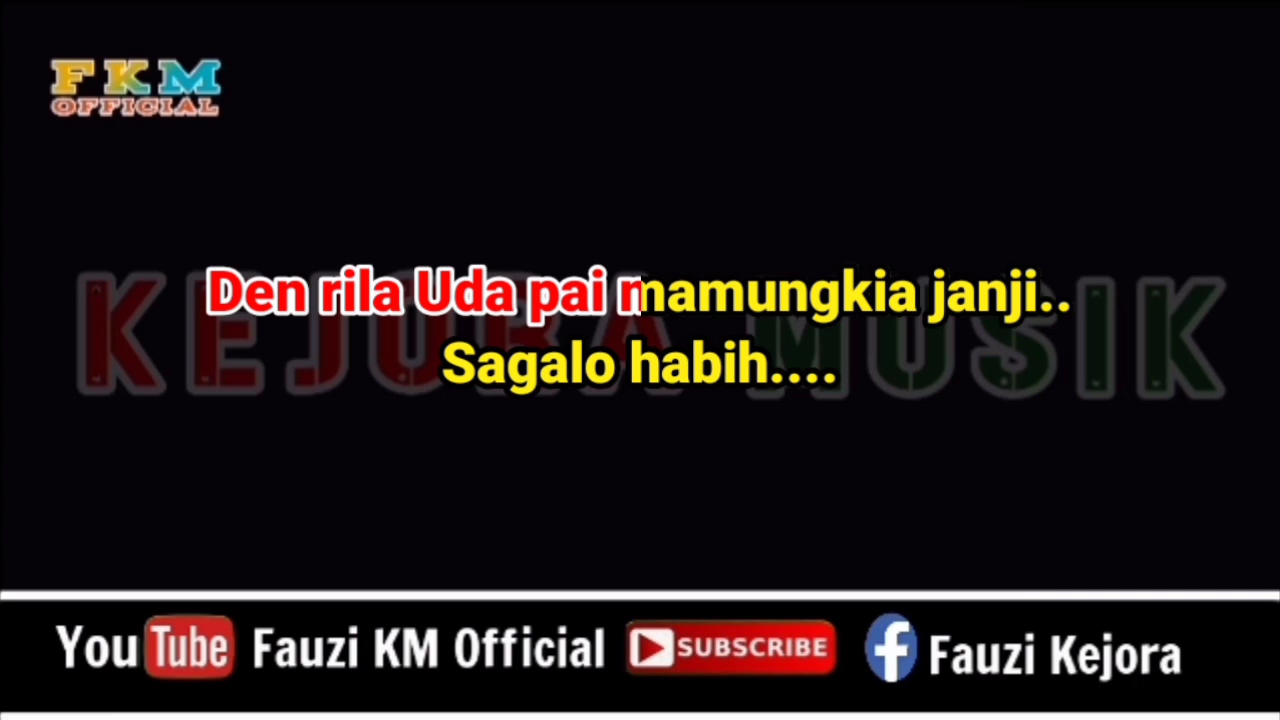 FKM
OFFICIAL
Den rila Uda pai mamungkia janji..
Sagalo habih....
KEJORA MUSIK
YouTube Fauzi KM Official SUBSCRIBE Fauzi Kejora